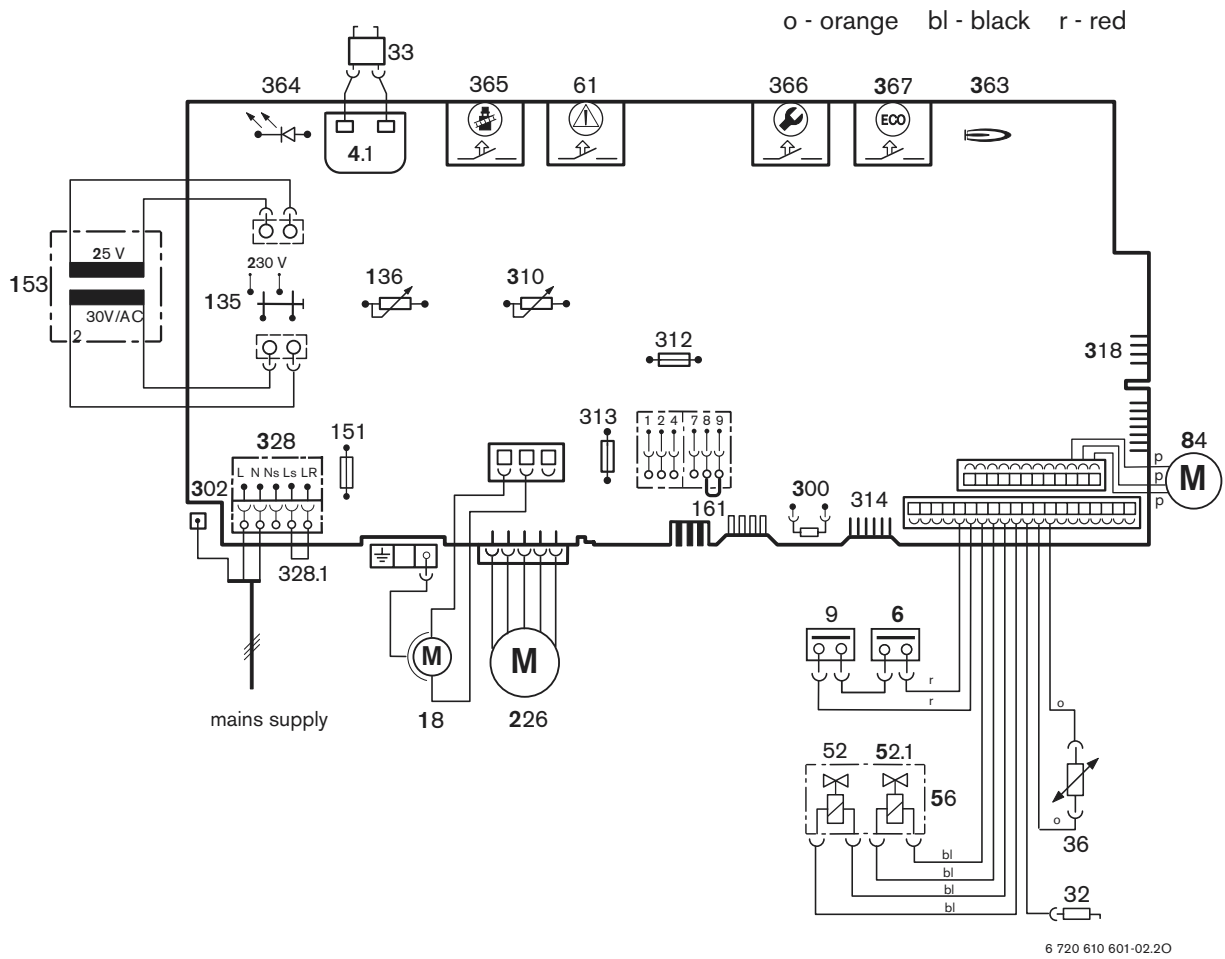 o - orange bl - black r - red
33
364
365
61
366
367
363
4.1
ECO
25 V
153
230 V
135
136
310
30V/AC
2
312
318
313
1 2 4 7 8 9
151
328
L N Ns Ls LR
84
302
p
M
p
p
300
314
161
328.1
9
6
M
M
r
r
o
mains supply
18
226
52
52.1
56
o
36
bl
bl
bl
bl
32
6 720 610 601-02.2O